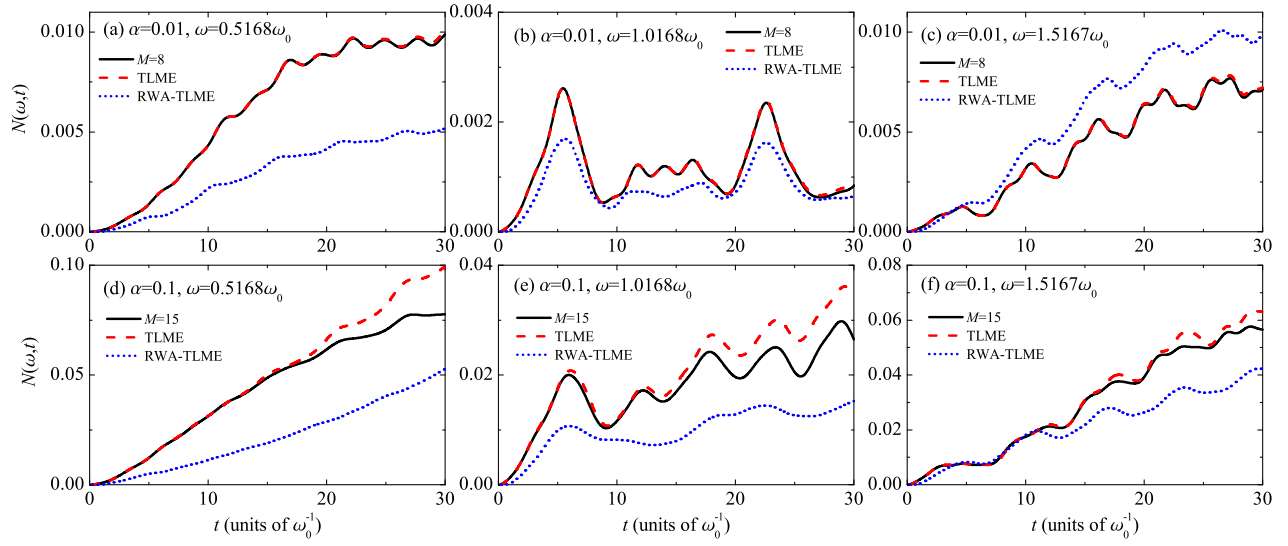 (a) α=0.01, ω=0.5168ω₀
M=8
TLME
RWA-TLME
N(ω,t)
0.010
0.005
0.000
0 10 20 30
(b) α=0.01, ω=1.0168ω₀
M=8
TLME
RWA-TLME
0.004
0.002
0.000
0 10 20 30
(c) α=0.01, ω=1.5167ω₀
M=8
TLME
RWA-TLME
0.010
0.005
0.000
0 10 20 30
(d) α=0.1, ω=0.5168ω₀
M=15
TLME
RWA-TLME
N(ω,t)
0.10
0.05
0.00
0 10 20 30
t (units of ω₀⁻¹)
(e) α=0.1, ω=1.0168ω₀
M=15
TLME
RWA-TLME
0.04
0.02
0.00
0 10 20 30
t (units of ω₀⁻¹)
(f) α=0.1, ω=1.5167ω₀
M=15
TLME
RWA-TLME
0.08
0.06
0.04
0.02
0.00
0 10 20 30
t (units of ω₀⁻¹)